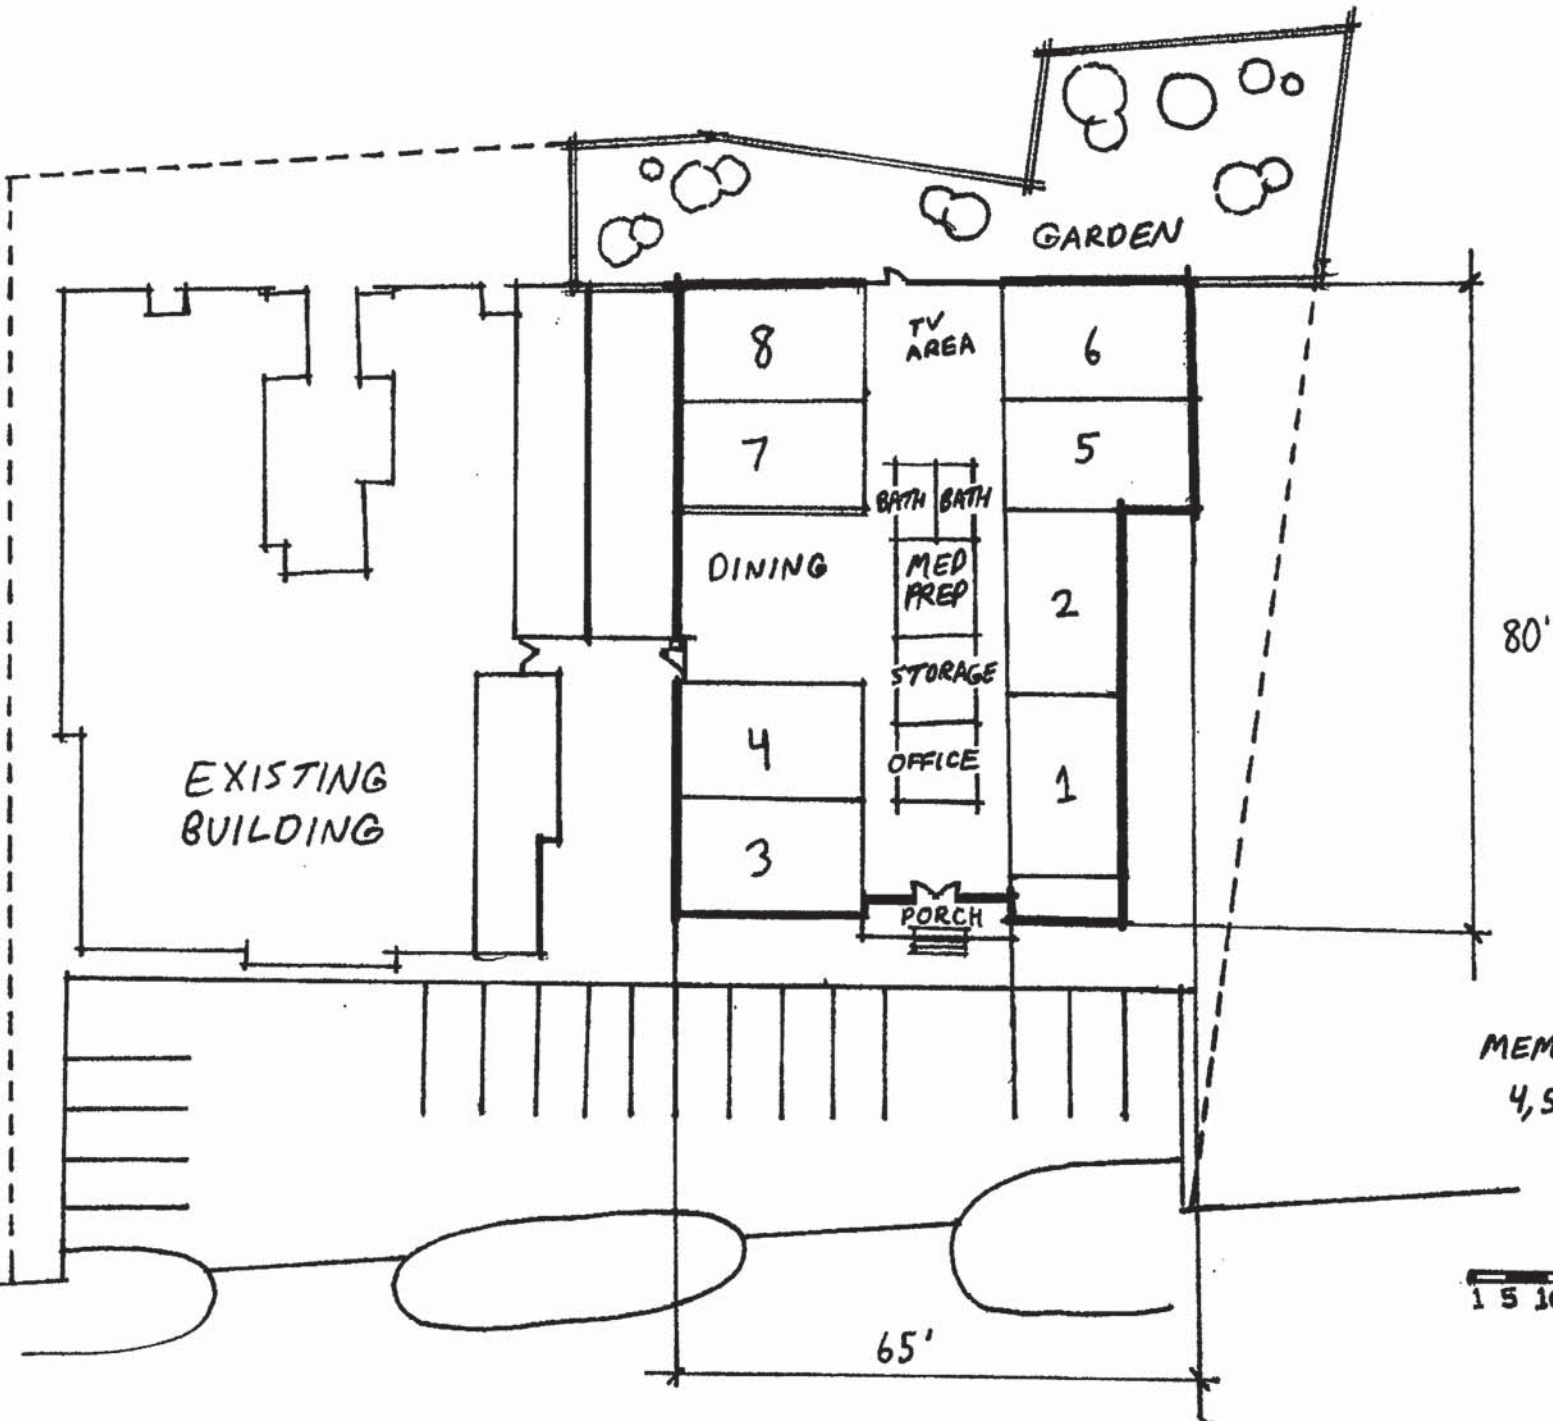 GARDEN
8
TV
AREA
6
7
5
BATH
BATH
DINING
MED
PREP
2
80'
STORAGE
4
OFFICE
EXISTING
BUILDING
1
3
PORCH
MEM
4,5
1 5 10
65'